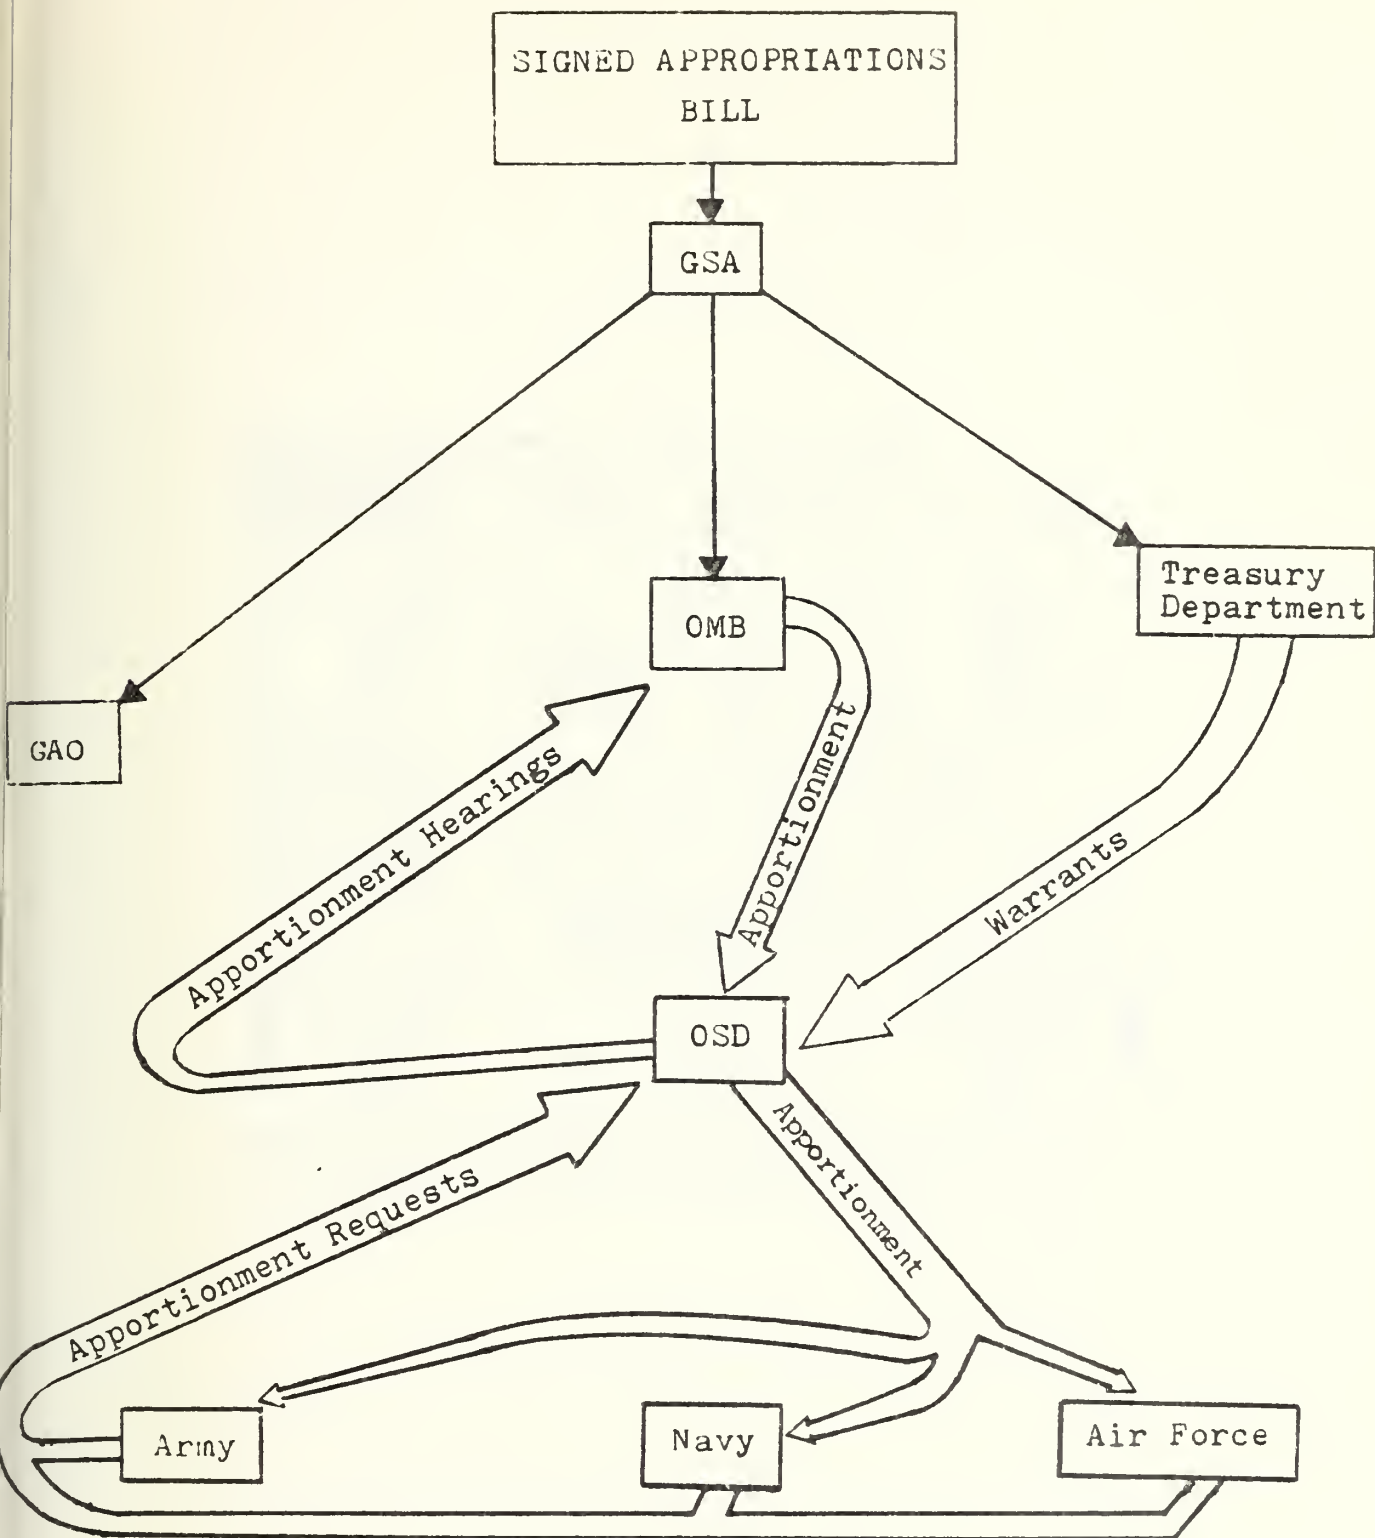 SIGNED APPROPRIATIONS
BILL
GSA
Treasury
Department
OMB
GAO
Apportionment Hearings
Apportionment
Warrants
OSD
Apportionment Requests
Apportionment
Army
Navy
Air Force